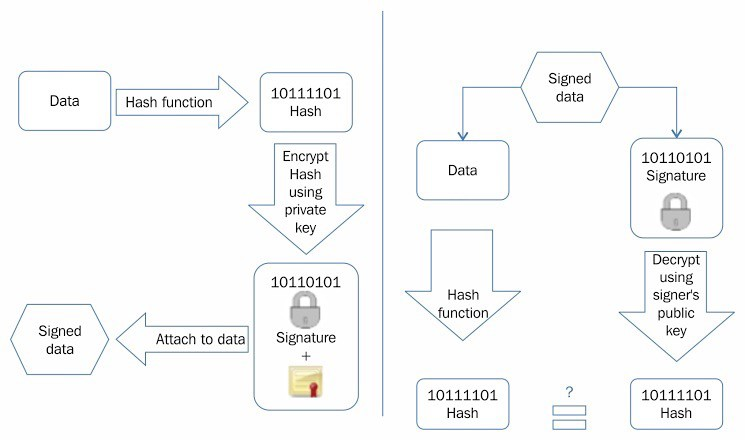 Data
Hash function
10111101
Hash
Encrypt
Hash
using
private
key
10110101
Signature
+
Attach to data
Signed
data
Signed
data
Data
10110101
Signature
Hash
function
Decrypt
using
signer's
public
key
10111101
Hash
?
10111101
Hash